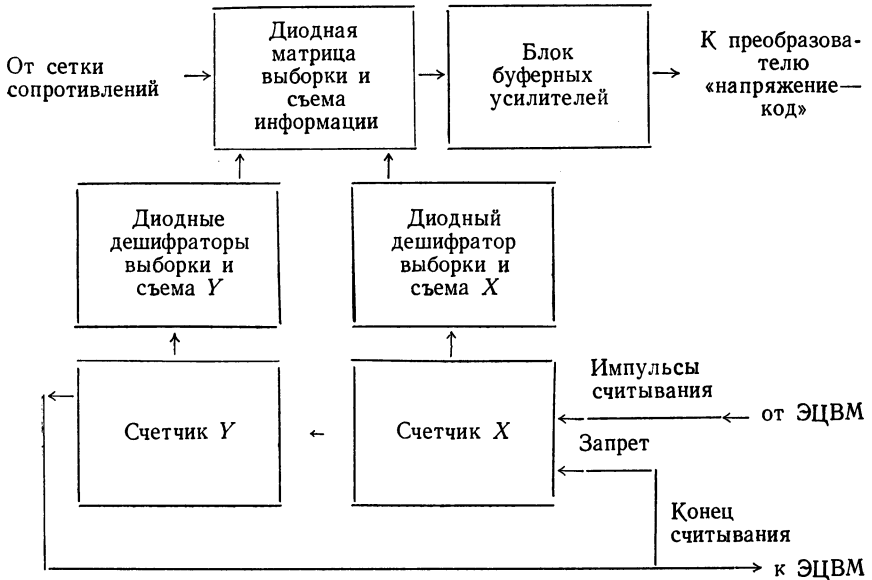 От сетки
сопротивлений
Диодная
матрица
выборки и
съема
информации
Блок
буферных
усилителей
К преобразова-
телю
«напряжение—
код»
Диодные
дешифраторы
выборки и
съема Y
Диодный
дешифратор
выборки и
съема X
Счетчик Y
Счетчик X
Импульсы
считывания
от ЭЦВМ
Запрет
Конец
считывания
к ЭЦВМ